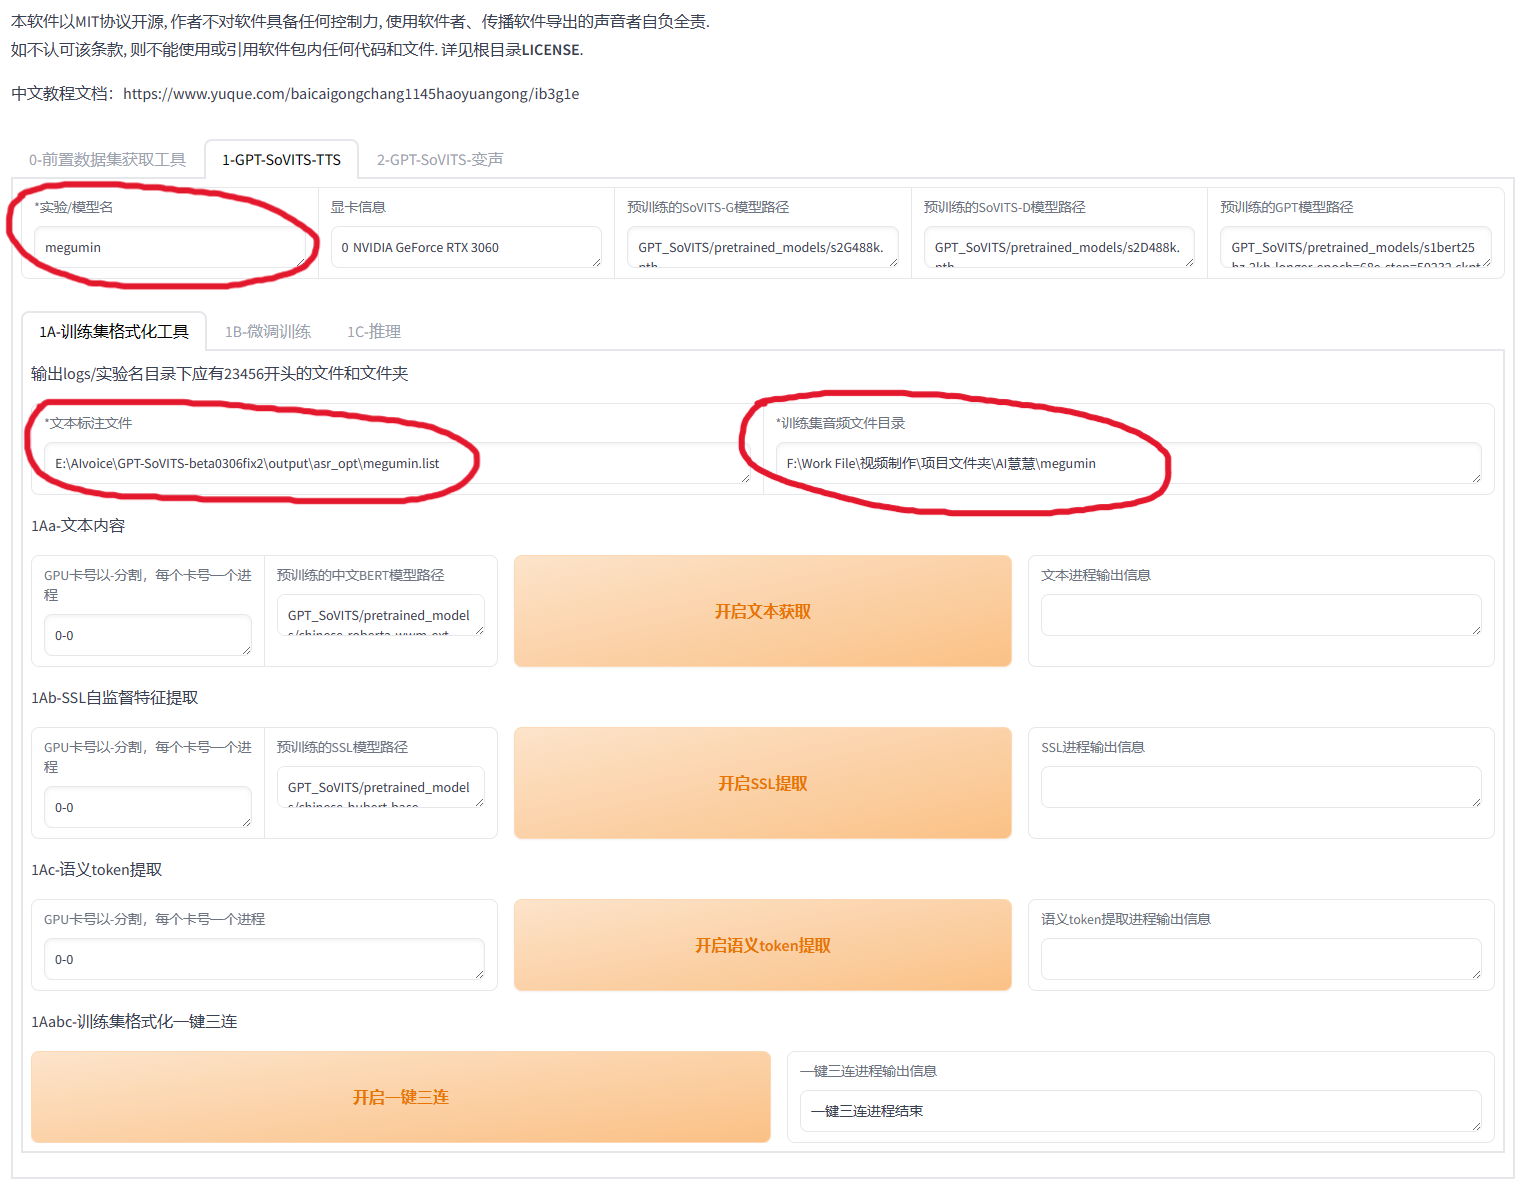 本软件以MIT协议开源, 作者不对软件具备任何控制力, 使用软件者、传播软件导出的声音者自负全责.
如不认可该条款, 则不能使用或引用软件包内任何代码和文件. 详见根目录LICENSE.
中文教程文档：https://www.yuque.com/baicaigongchang1145haoyuangong/ib3g1e
0-前置数据集获取工具
1-GPT-SoVITS-TTS
2-GPT-SoVITS-变声
*实验/模型名
megumin
显卡信息
0 NVIDIA GeForce RTX 3060
预训练的SoVITS-G模型路径
GPT_SoVITS/pretrained_models/s2G488k.
pth
预训练的SoVITS-D模型路径
GPT_SoVITS/pretrained_models/s2D488k.
pth
预训练的GPT模型路径
GPT_SoVITS/pretrained_models/s1bert25
hz-2kh-longer-epoch=68e-step=50232.ckpt
1A-训练集格式化工具
1B-微调训练
1C-推理
输出logs/实验名目录下应有23456开头的文件和文件夹
*文本标注文件
E:\AIvoice\GPT-SoVITS-beta0306fix2\output\asr_opt\megumin.list
*训练集音频文件目录
F:\Work File\视频制作\项目文件夹\AI慧慧\megumin
1Aa-文本内容
GPU卡号以-分割，每个卡号一个进
程
0-0
预训练的中文BERT模型路径
GPT_SoVITS/pretrained_model
s/chinese-roberta-wwm-ext
开启文本获取
文本进程输出信息
1Ab-SSL自监督特征提取
GPU卡号以-分割，每个卡号一个进
程
0-0
预训练的SSL模型路径
GPT_SoVITS/pretrained_model
s/chinese-hubert-base
开启SSL提取
SSL进程输出信息
1Ac-语义token提取
GPU卡号以-分割，每个卡号一个进程
0-0
开启语义token提取
语义token提取进程输出信息
1Aabc-训练集格式化一键三连
开启一键三连
一键三连进程输出信息
一键三连进程结束